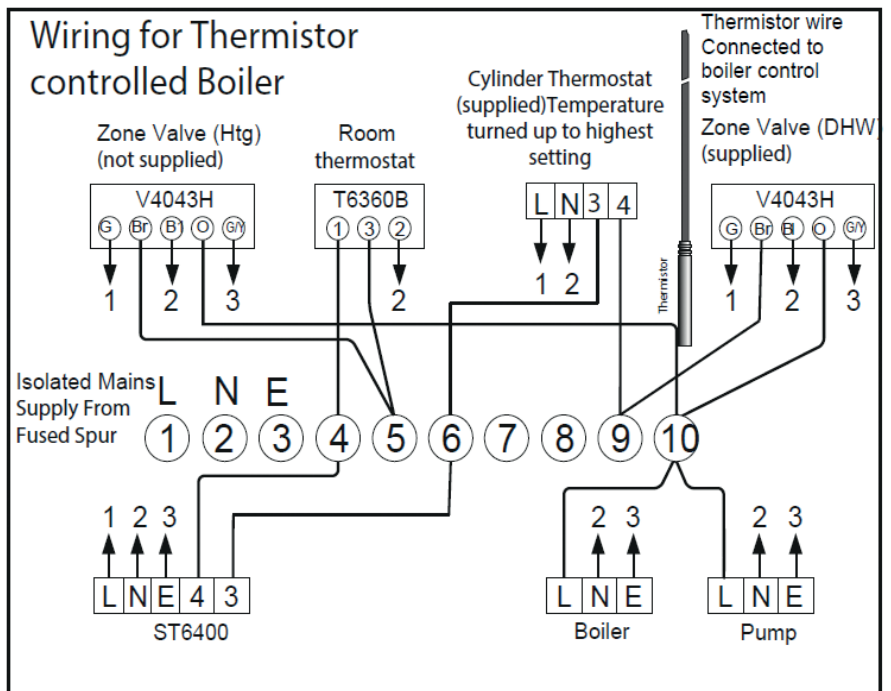 Wiring for Thermistor
controlled Boiler
Thermistor wire
Connected to
boiler control
system
Cylinder Thermostat
(supplied)Temperature
turned up to highest
setting
Zone Valve (Htg)
(not supplied)
Room
thermostat
Zone Valve (DHW)
(supplied)
V4043H
G Br B1 O G/Y
1 2 3
T6360B
1 3 2
2
L N 3 4
1 2
Thermistor
V4043H
G Br Bl O G/Y
1 2 3
Isolated Mains
Supply From
Fused Spur
L N E
1 2 3 4 5 6 7 8 9 10
1 2 3
L N E 4 3
ST6400
2 3
L N E
Boiler
2 3
L N E
Pump